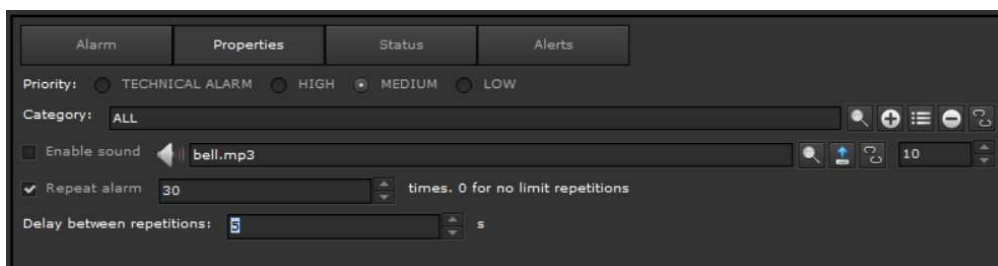 Alarm Properties Status Alerts
Priority: TECHNICAL ALARM HIGH MEDIUM LOW
Category: ALL
Enable sound bell.mp3 10
Repeat alarm 30 times. 0 for no limit repetitions
Delay between repetitions: 5 s